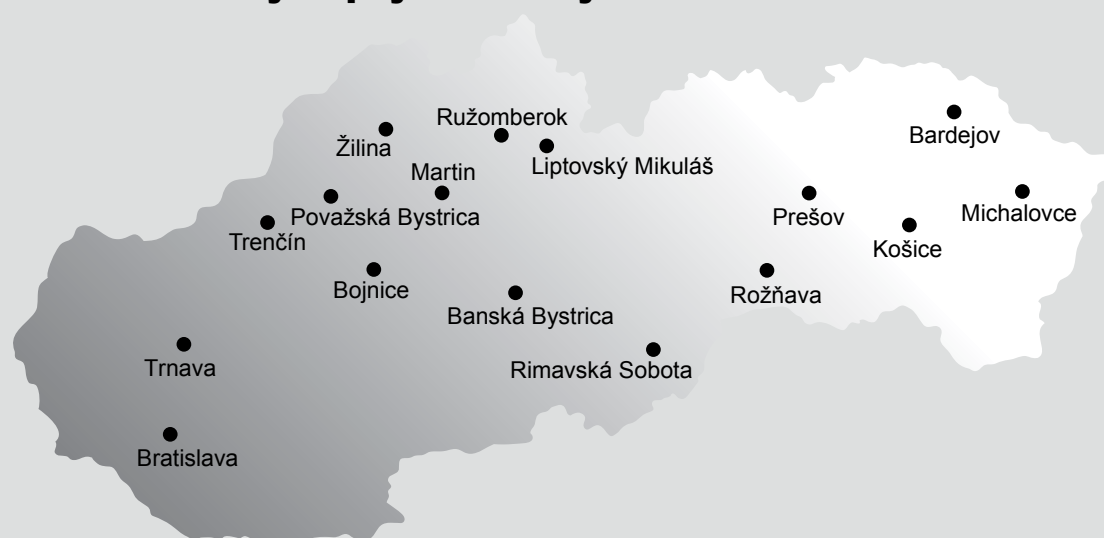 Ružomberok
Bardejov
Žilina
Liptovský Mikuláš
Martin
Považská Bystrica
Prešov
Michalovce
Trenčín
Košice
Bojnice
Rožňava
Banská Bystrica
Trnava
Rimavská Sobota
Bratislava